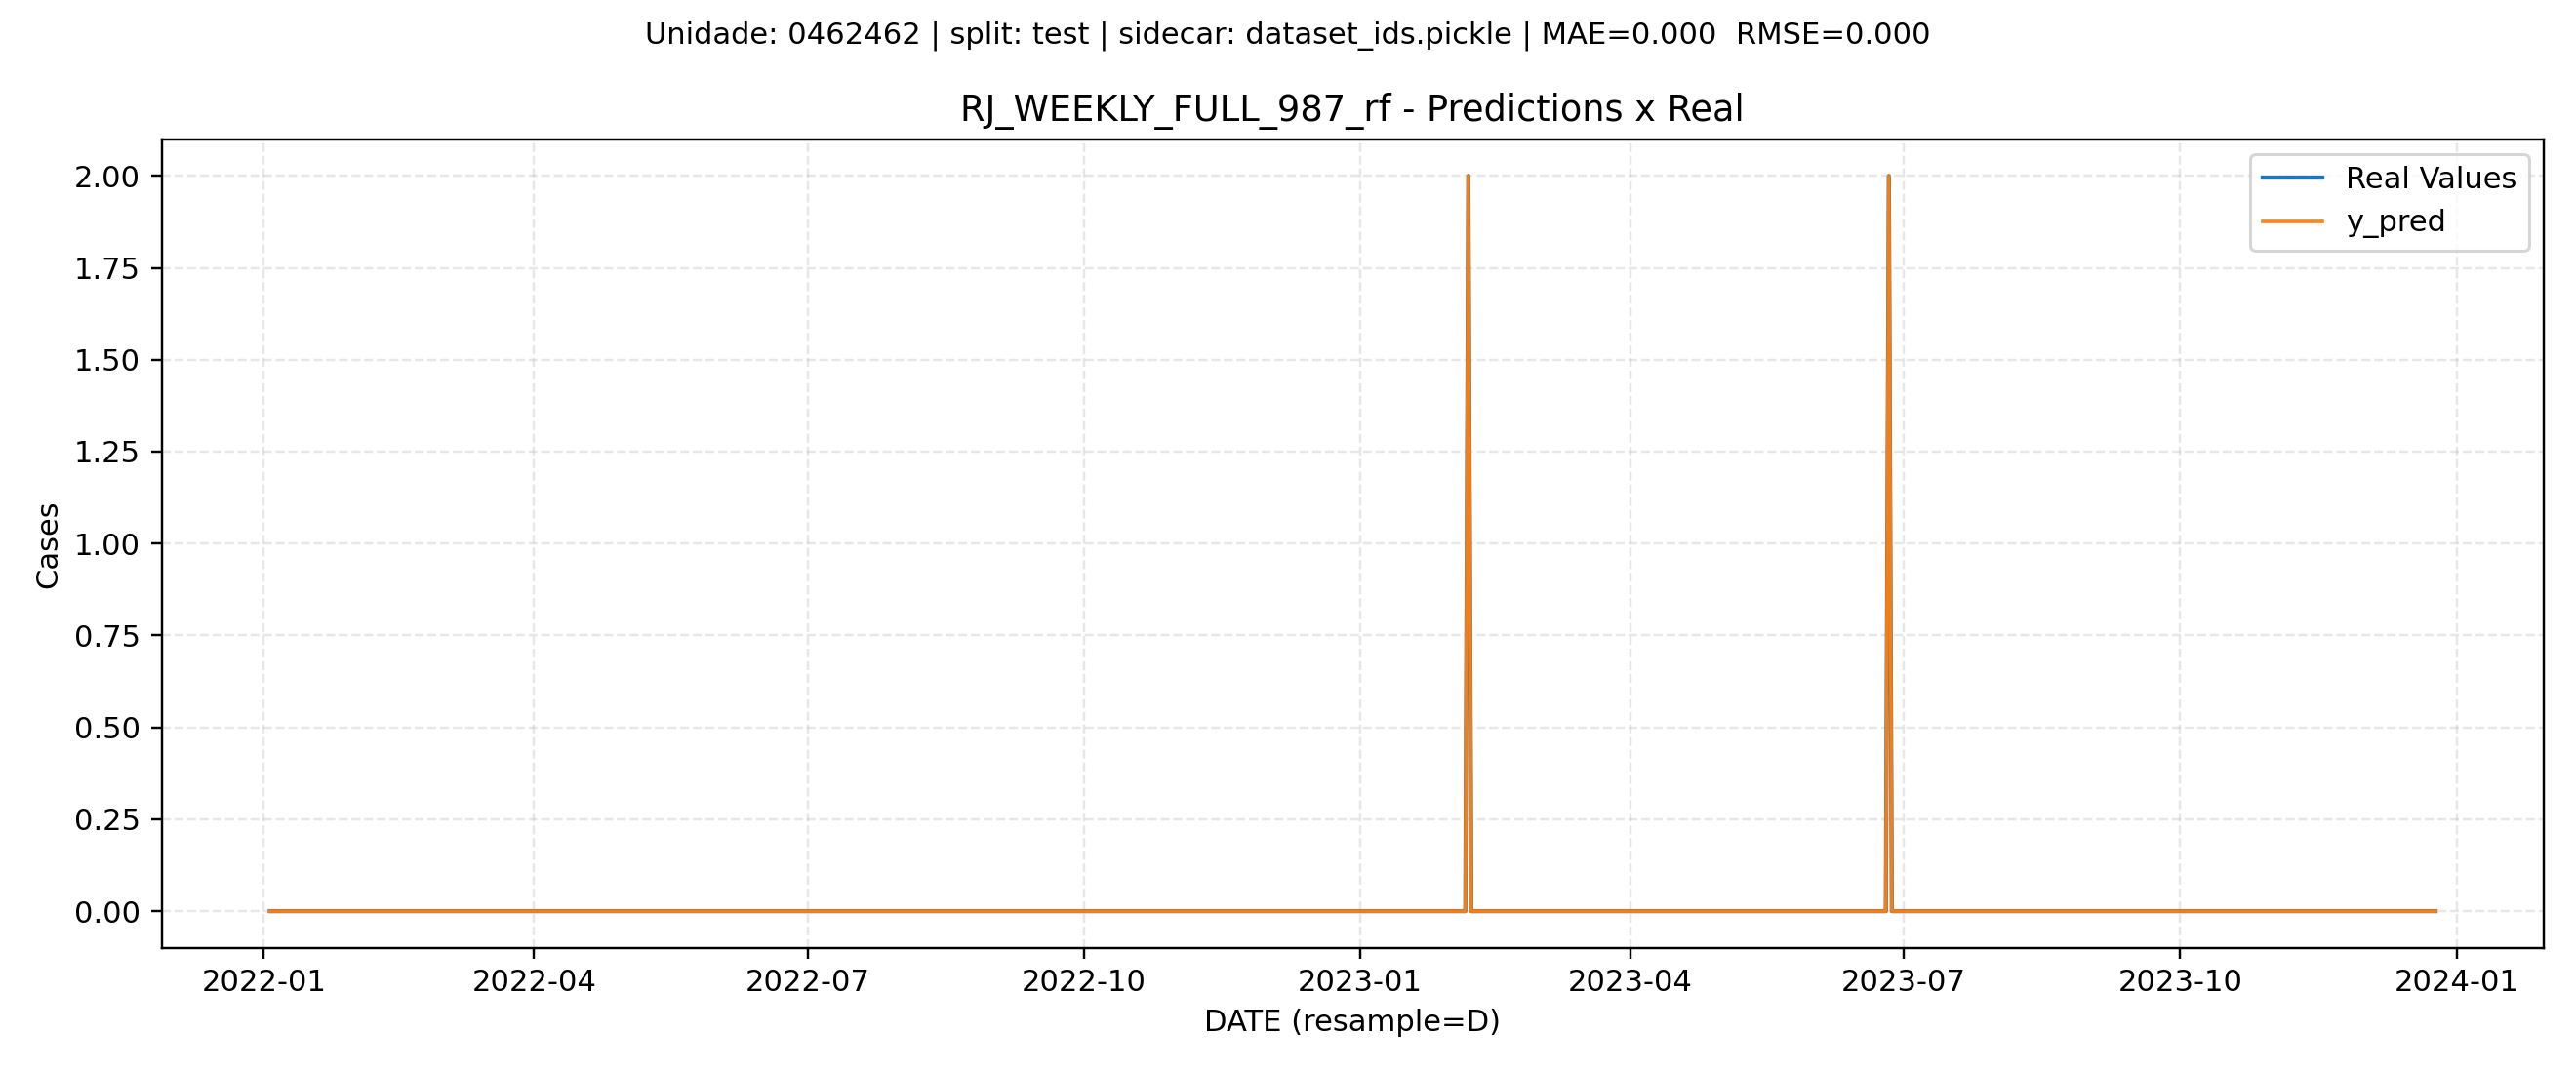 Unidade: 0462462 | split: test | sidecar: dataset_ids.pickle | MAE=0.000  RMSE=0.000
RJ_WEEKLY_FULL_987_rf - Predictions x Real
Real Values
y_pred
Cases
2.00
1.75
1.50
1.25
1.00
0.75
0.50
0.25
0.00
2022-01 2022-04 2022-07 2022-10 2023-01 2023-04 2023-07 2023-10 2024-01
DATE (resample=D)